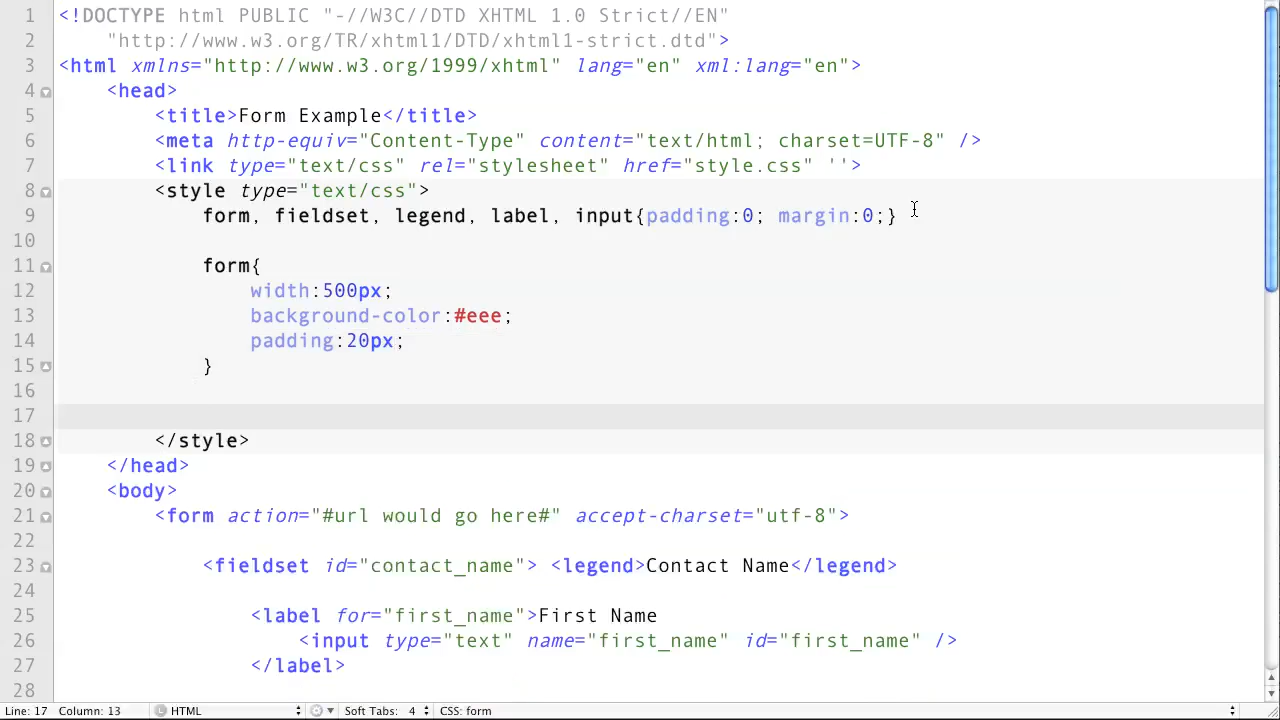 1 <!DOCTYPE html PUBLIC "-//W3C//DTD XHTML 1.0 Strict//EN"
2 "http://www.w3.org/TR/xhtml1/DTD/xhtml1-strict.dtd">
3 <html xmlns="http://www.w3.org/1999/xhtml" lang="en" xml:lang="en">
4 <head>
5 <title>Form Example</title>
6 <meta http-equiv="Content-Type" content="text/html; charset=UTF-8" />
7 <link type="text/css" rel="stylesheet" href="style.css" ''>
8 <style type="text/css">
9 form, fieldset, legend, label, input{padding:0; margin:0;}
10
11 form{
12 width:500px;
13 background-color:#eee;
14 padding:20px;
15 }
16
17
18 </style>
19 </head>
20 <body>
21 <form action="#url would go here#" accept-charset="utf-8">
22
23 <fieldset id="contact_name"> <legend>Contact Name</legend>
24
25 <label for="first_name">First Name
26 <input type="text" name="first_name" id="first_name" />
27 </label>
28
Line: 17 Column: 13 L HTML Soft Tabs: 4 CSS: form